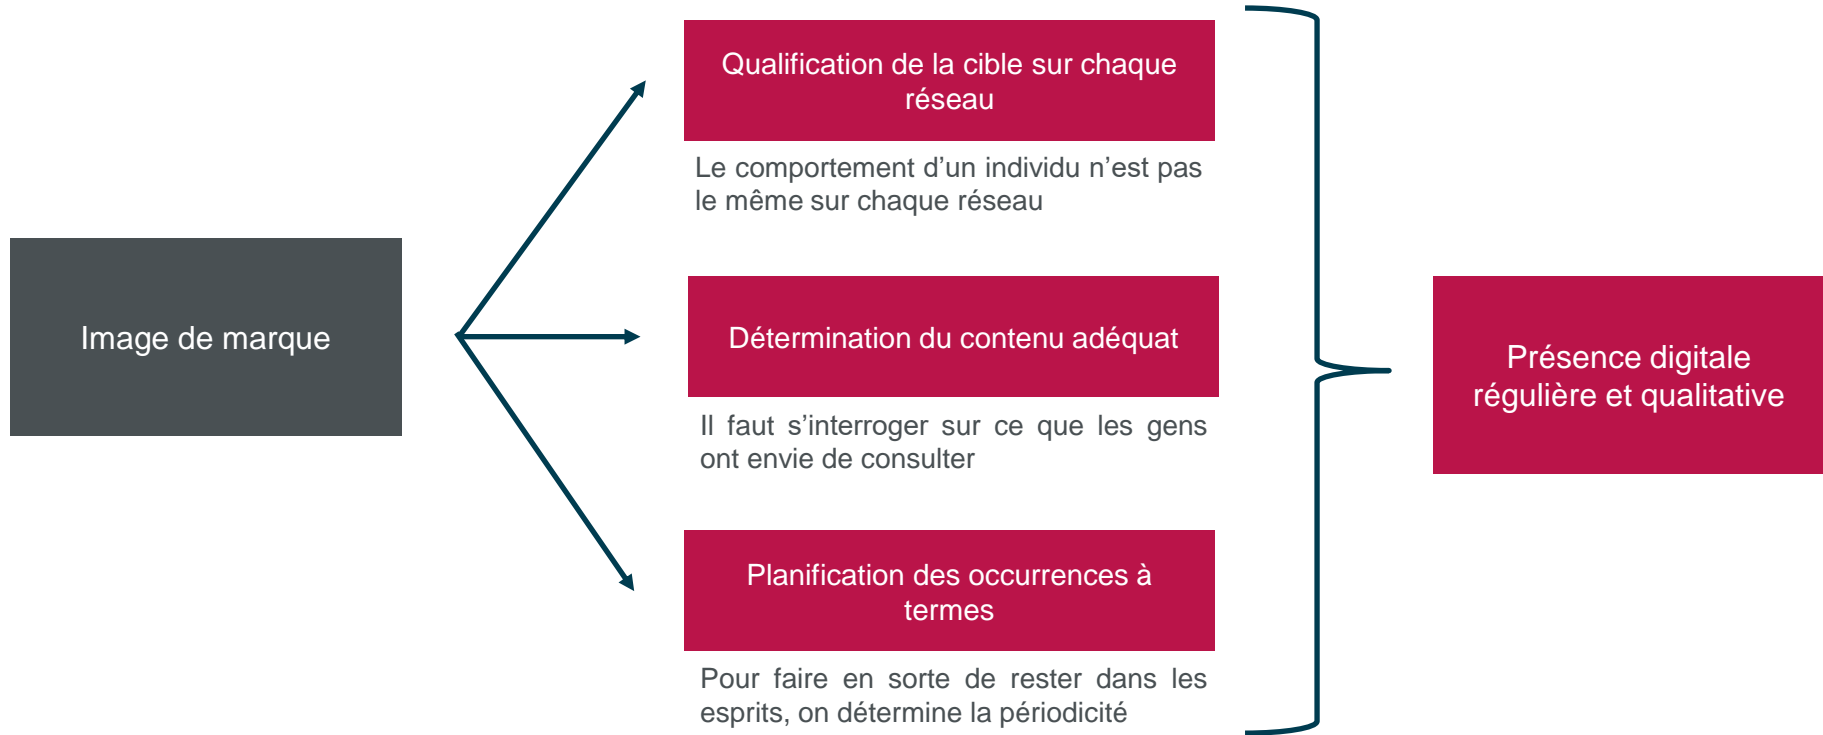 Image de marque
Qualification de la cible sur chaque
réseau
Le comportement d’un individu n’est pas
le même sur chaque réseau
Détermination du contenu adéquat
Il faut s’interroger sur ce que les gens
ont envie de consulter
Planification des occurrences à
termes
Pour faire en sorte de rester dans les
esprits, on détermine la périodicité
Présence digitale
régulière et qualitative